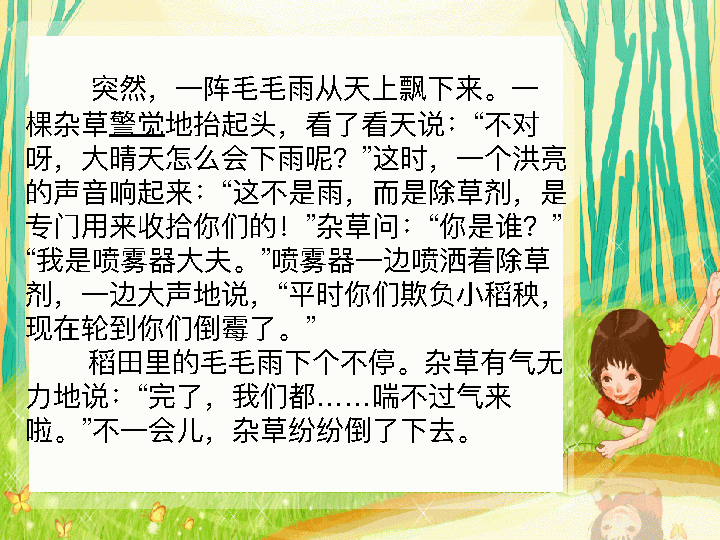 突然，一阵毛毛雨从天上飘下来。一
棵杂草警觉地抬起头，看了看天说：“不对
呀，大晴天怎么会下雨呢？”这时，一个洪亮
的声音响起来：“这不是雨，而是除草剂，是
专门用来收拾你们的！”杂草问：“你是谁？”
“我是喷雾器大夫。”喷雾器一边喷洒着除草
剂，一边大声地说，“平时你们欺负小稻秧，
现在轮到你们倒霉了。”
稻田里的毛毛雨下个不停。杂草有气无
力地说：“完了，我们都……喘不过气来
啦。”不一会儿，杂草纷纷倒了下去。